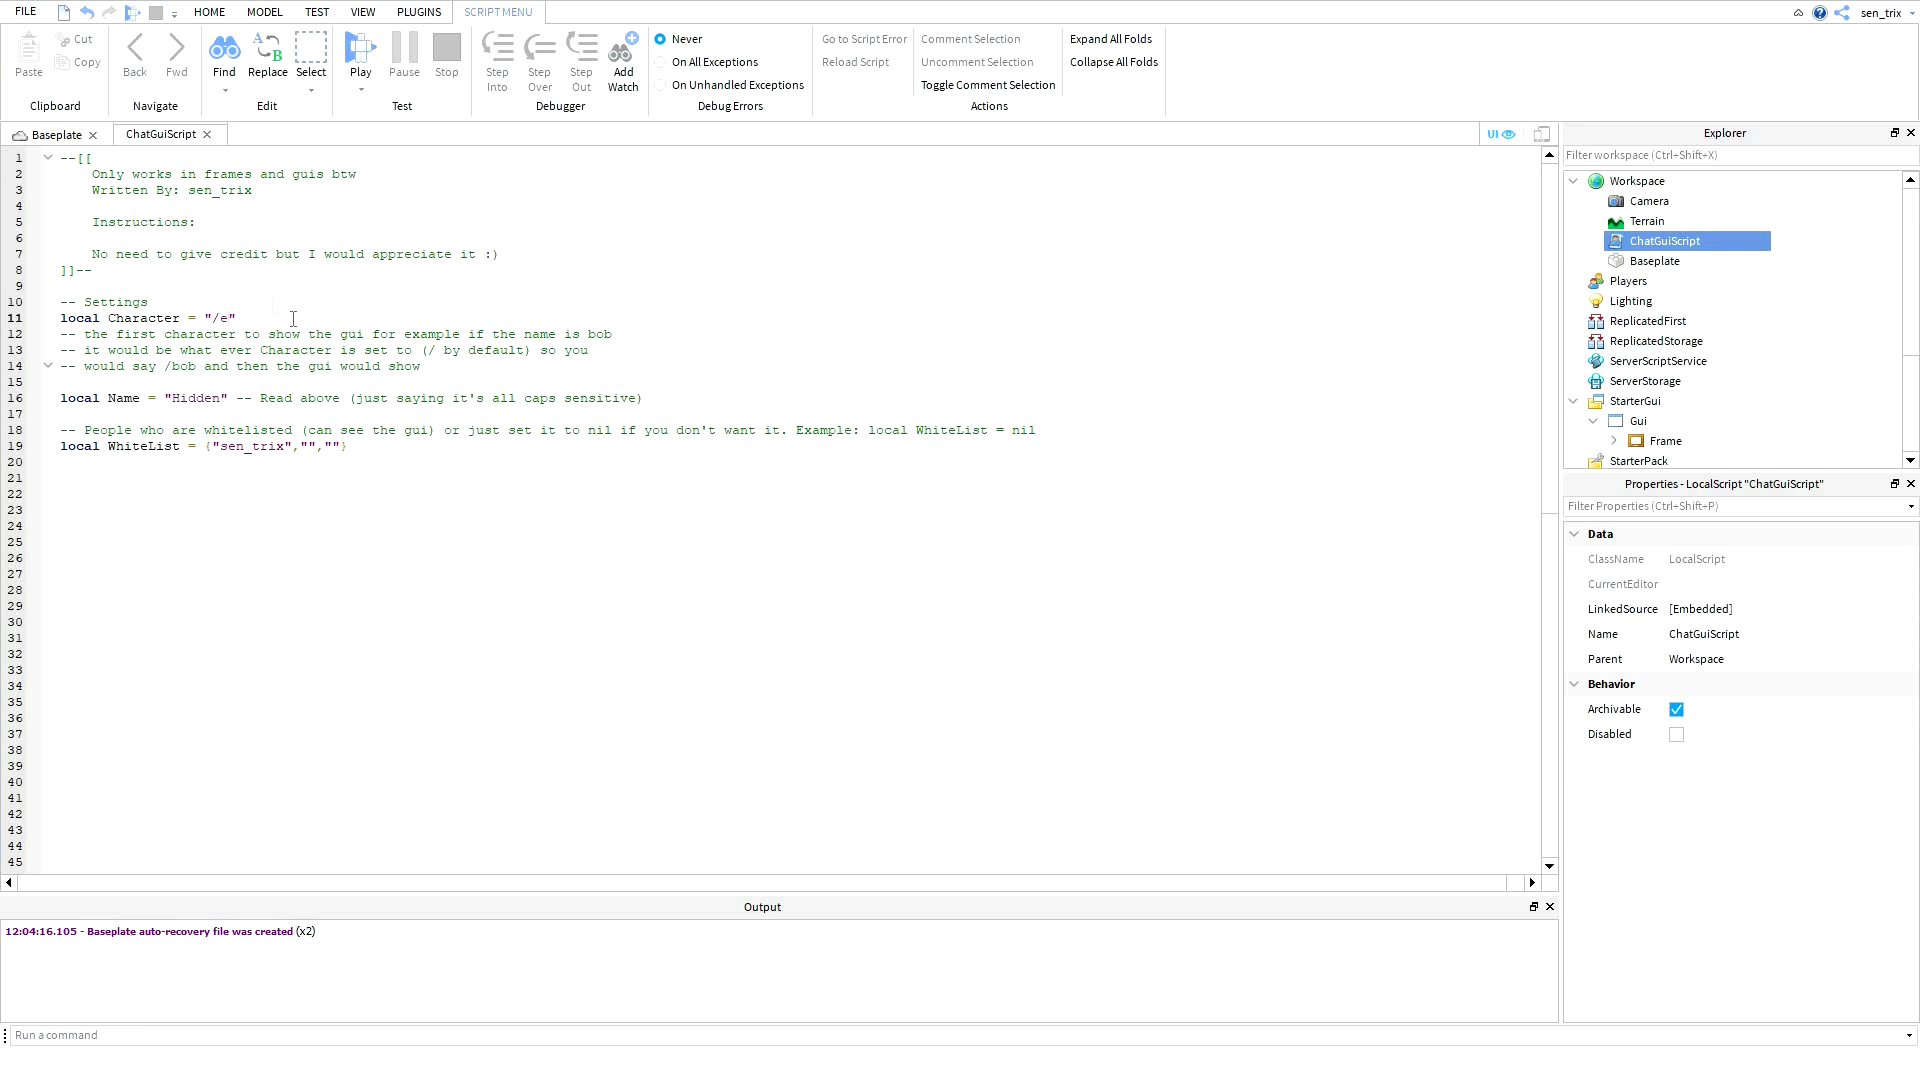 FILE
HOME
MODEL
TEST
VIEW
PLUGINS
SCRIPT MENU
sen_trix
Paste
Cut
Copy
Clipboard
Back
Fwd
Navigate
Find
Replace
Select
Edit
Play
Pause
Stop
Test
Step Into
Step Over
Step Out
Add Watch
Debugger
Never
On All Exceptions
On Unhandled Exceptions
Debug Errors
Go to Script Error
Reload Script
Comment Selection
Uncomment Selection
Toggle Comment Selection
Actions
Expand All Folds
Collapse All Folds
Baseplate
ChatGuiScript
UI
1 --[[
2 Only works in frames and guis btw
3 Written By: sen_trix
4
5 Instructions:
6
7 No need to give credit but I would appreciate it :)
8 ]]--
9
10 -- Settings
11 local Character = "/e"
12 -- the first character to show the gui for example if the name is bob
13 -- it would be what ever Character is set to (/ by default) so you
14 -- would say /bob and then the gui would show
15
16 local Name = "Hidden" -- Read above (just saying it's all caps sensitive)
17
18 -- People who are whitelisted (can see the gui) or just set it to nil if you don't want it. Example: local WhiteList = nil
19 local WhiteList = {"sen_trix","",""}
20
21
22
23
24
25
26
27
28
29
30
31
32
33
34
35
36
37
38
39
40
41
42
43
44
45
Output
12:04:16.105 - Baseplate auto-recovery file was created (x2)
Run a command
Explorer
Filter workspace (Ctrl+Shift+X)
Workspace
Camera
Terrain
ChatGuiScript
Baseplate
Players
Lighting
ReplicatedFirst
ReplicatedStorage
ServerScriptService
ServerStorage
StarterGui
Gui
Frame
StarterPack
Properties - LocalScript "ChatGuiScript"
Filter Properties (Ctrl+Shift+P)
Data
ClassName LocalScript
CurrentEditor
LinkedSource [Embedded]
Name ChatGuiScript
Parent Workspace
Behavior
Archivable
Disabled